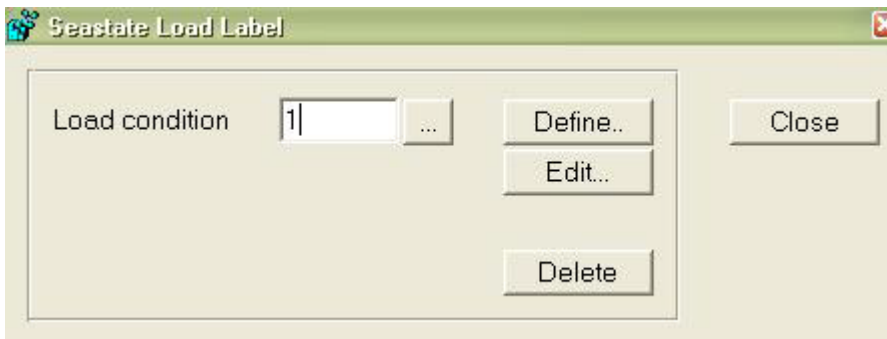 Seastate Load Label
Load condition 1 ... Define.. Close
Edit...
Delete